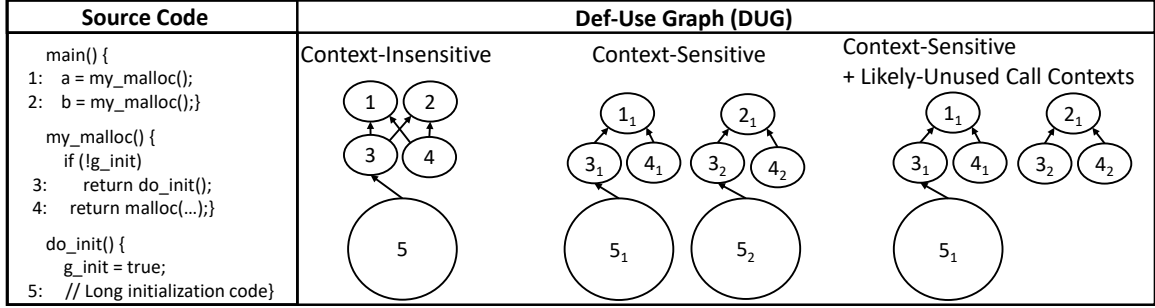 Source Code
Def-Use Graph (DUG)
main() {
1: a = my_malloc();
2: b = my_malloc();}
my_malloc() {
if (!g_init)
3: return do_init();
4: return malloc(…);}
do_init() {
g_init = true;
5: // Long initialization code}
Context-Insensitive
1 2
3 4
5
Context-Sensitive
1₁ 2₁
3₁ 4₁ 3₂ 4₂
5₁ 5₂
Context-Sensitive
+ Likely-Unused Call Contexts
1₁ 2₁
3₁ 4₁ 3₂ 4₂
5₁